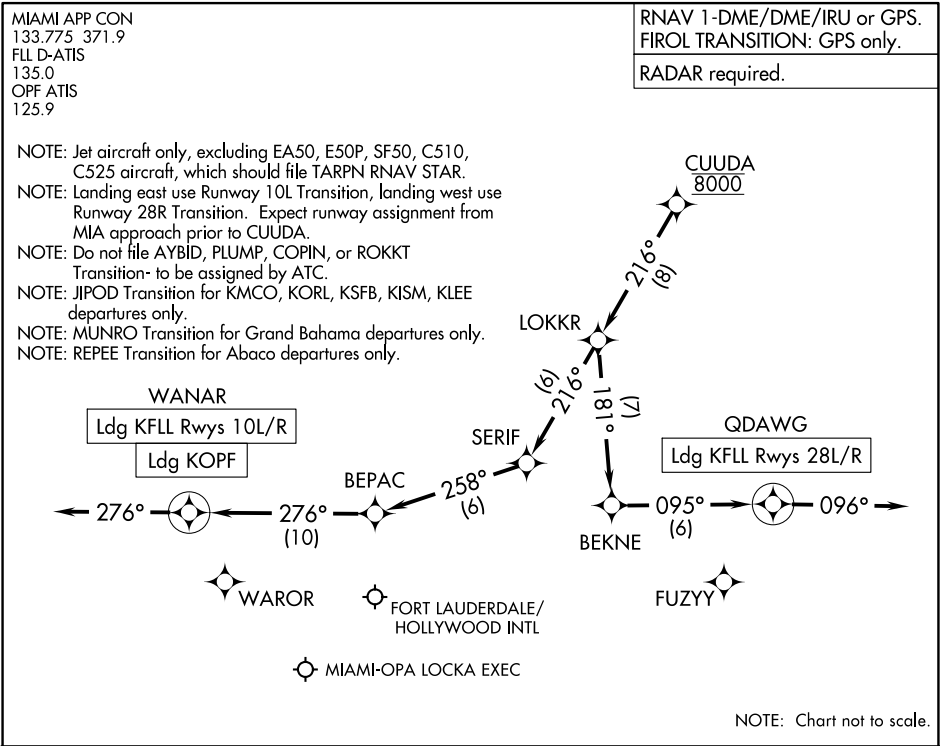 MIAMI APP CON
133.775 371.9
FLL D-ATIS
135.0
OPF ATIS
125.9
RNAV 1-DME/DME/IRU or GPS.
FIROL TRANSITION: GPS only.
RADAR required.
NOTE: Jet aircraft only, excluding EA50, E50P, SF50, C510,
C525 aircraft, which should file TARPN RNAV STAR.
NOTE: Landing east use Runway 10L Transition, landing west use
Runway 28R Transition. Expect runway assignment from
MIA approach prior to CUUDA.
NOTE: Do not file AYBID, PLUMP, COPIN, or ROKKT
Transition- to be assigned by ATC.
NOTE: JIPOD Transition for KMCO, KORL, KSFB, KISM, KLEE
departures only.
NOTE: MUNRO Transition for Grand Bahama departures only.
NOTE: REPEE Transition for Abaco departures only.
CUUDA
8000
216°
(8)
LOKKR
216°
(6)
181°
(7)
SERIF
258°
(6)
BEPAC
WANAR
Ldg KFLL Rwys 10L/R
Ldg KOPF
276°
276°
(10)
QDAWG
Ldg KFLL Rwys 28L/R
BEKNE
095°
(6)
096°
WAROR
FORT LAUDERDALE/
HOLLYWOOD INTL
FUZYY
MIAMI-OPA LOCKA EXEC
NOTE: Chart not to scale.